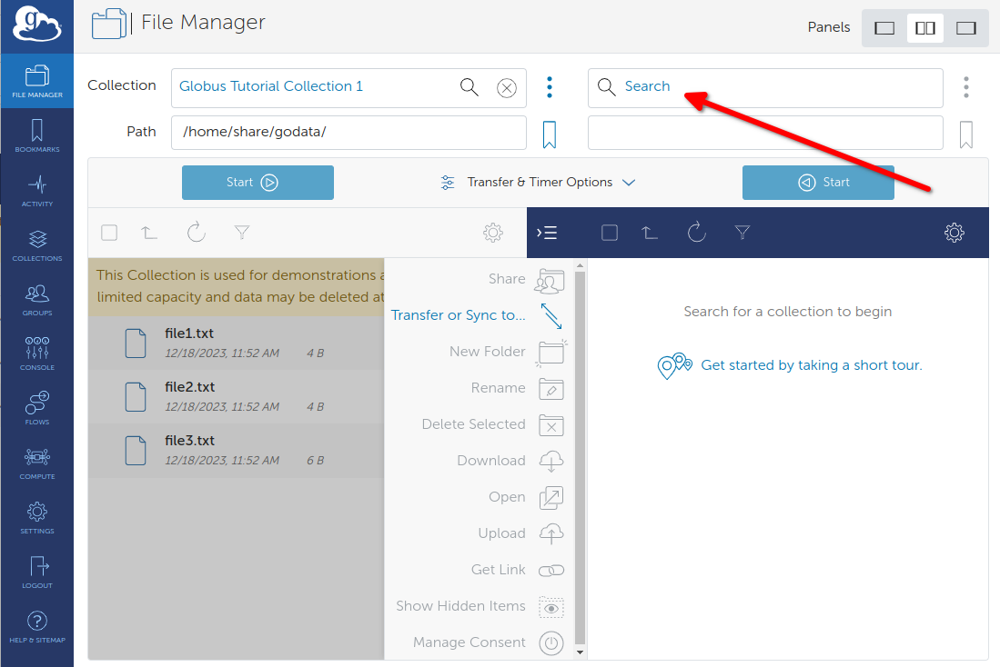 g
File Manager
Panels
FILE MANAGER
BOOKMARKS
ACTIVITY
COLLECTIONS
GROUPS
CONSOLE
FLOWS
COMPUTE
SETTINGS
LOGOUT
HELP & SITEMAP
Collection
Globus Tutorial Collection 1
Search
Path
/home/share/godata/
Start
Transfer & Timer Options
Start
This Collection is used for demonstrations a
limited capacity and data may be deleted at
file1.txt
12/18/2023, 11:52 AM 4 B
file2.txt
12/18/2023, 11:52 AM 4 B
file3.txt
12/18/2023, 11:52 AM 6 B
Share
Transfer or Sync to...
New Folder
Rename
Delete Selected
Download
Open
Upload
Get Link
Show Hidden Items
Manage Consent
Search for a collection to begin
Get started by taking a short tour.